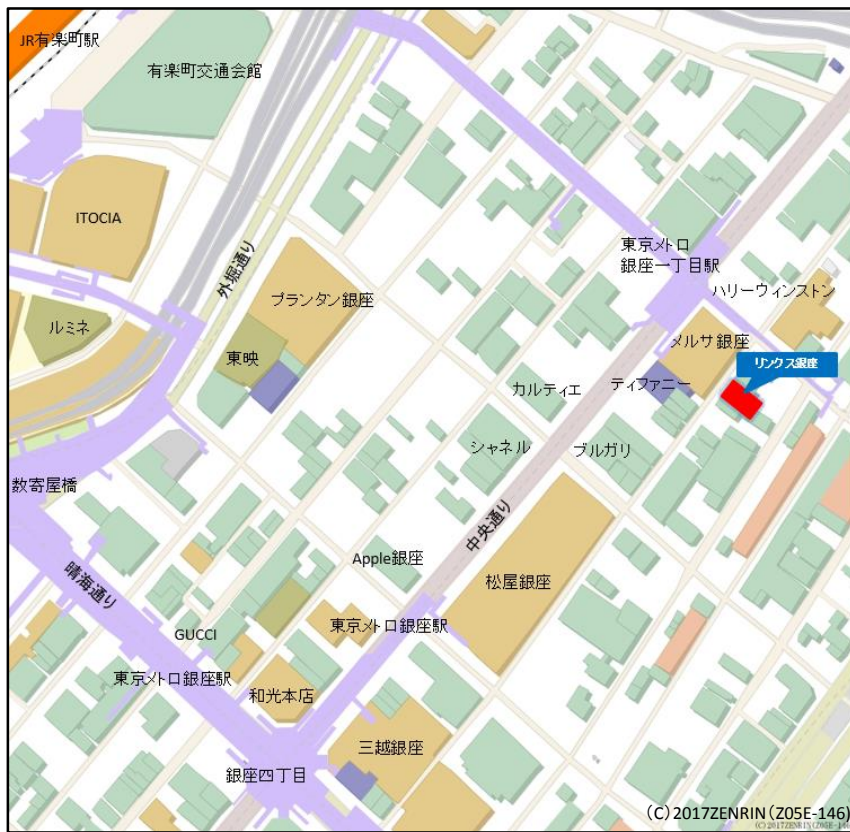 JR有楽町駅
有楽町交通会館
ITOCIA
外堀通り
東京メトロ
銀座一丁目駅
ハリーウィンストン
プランタン銀座
ルミネ
メルサ銀座
東映
リンクス銀座
カルティエ
ティファニー
シャネル
ブルガリ
数寄屋橋
中央通り
Apple銀座
松屋銀座
晴海通り
東京メトロ銀座駅
GUCCI
東京メトロ銀座駅
和光本店
三越銀座
銀座四丁目
(C)2017ZENRIN(Z05E-146)
(C) 2017ZENRIN(Z05E-146)